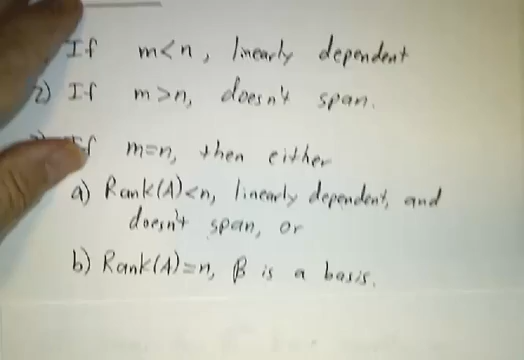 If m<n, linearly dependent
2) If m>n, doesn't span.
If m=n, then either
a) Rank(A)<n, linearly dependent, and
doesn't span, or
b) Rank(A)=n, β is a basis.